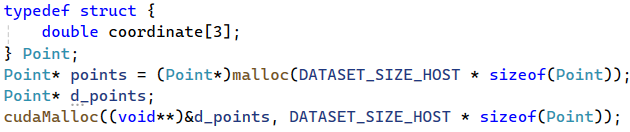 typedef struct {
    double coordinate[3];
} Point;
Point* points = (Point*)malloc(DATASET_SIZE_HOST * sizeof(Point));
Point* d_points;
cudaMalloc((void**)&d_points, DATASET_SIZE_HOST * sizeof(Point));